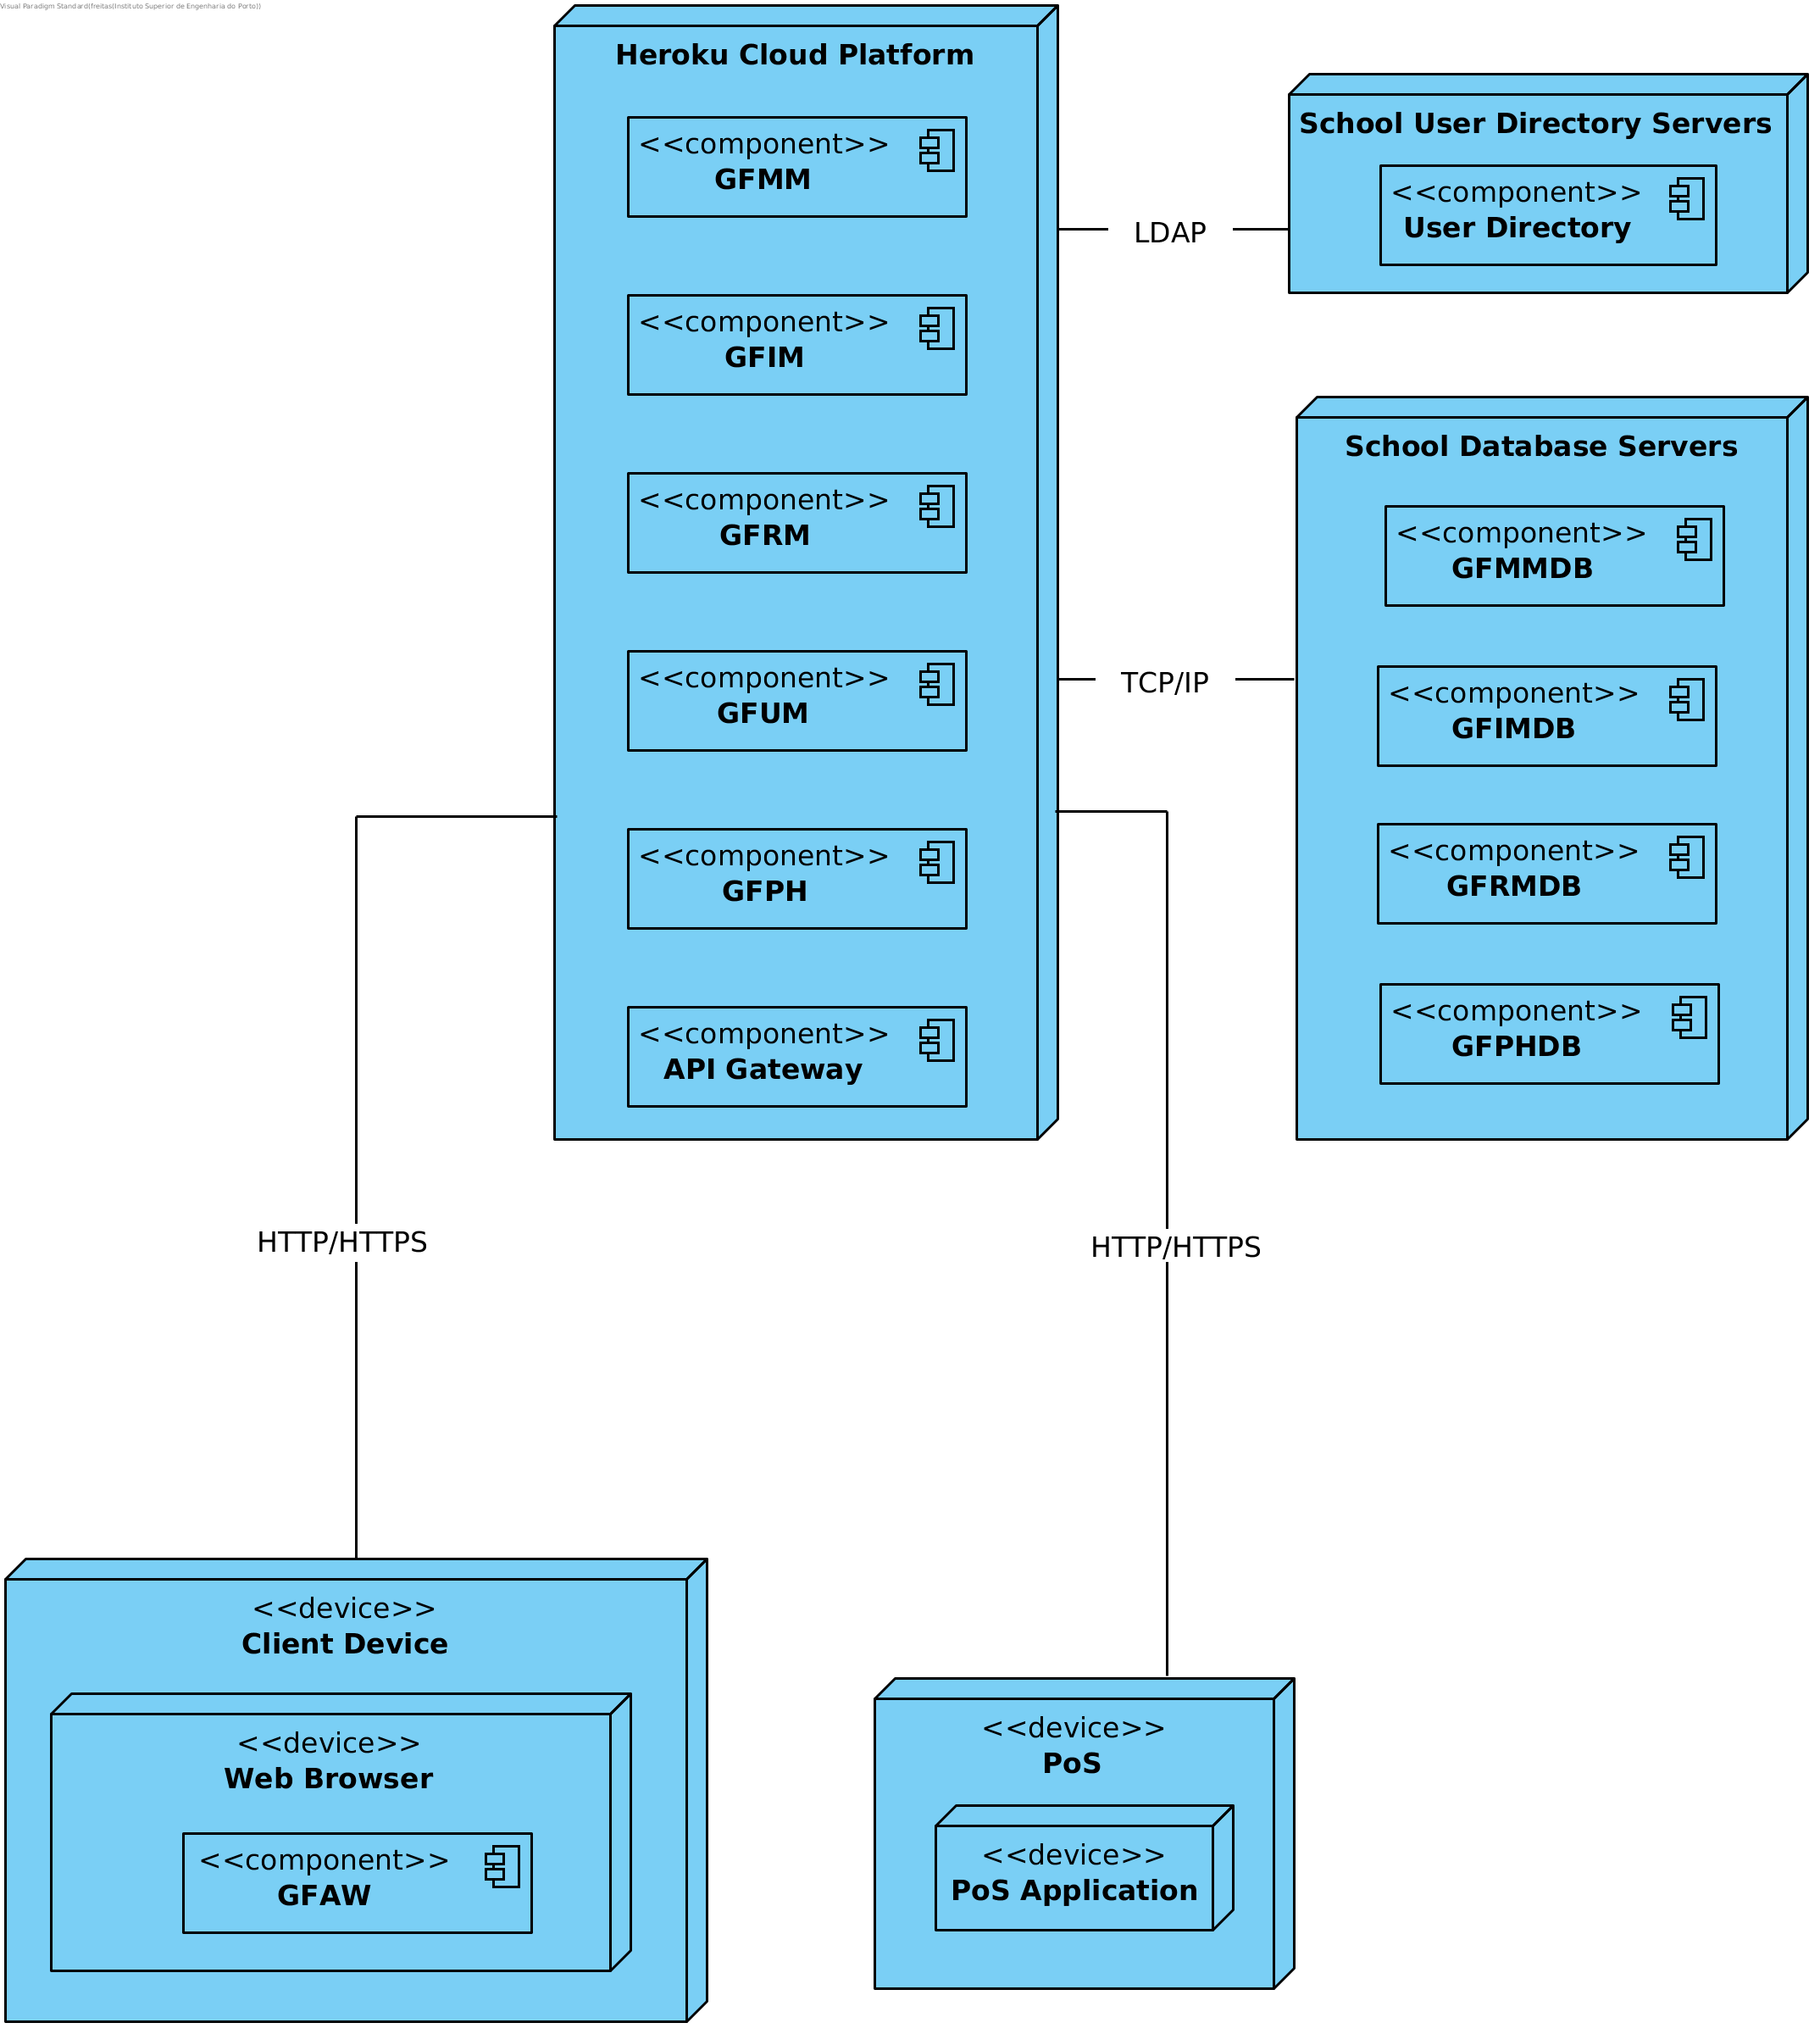 Visual Paradigm Standard(freitas(Instituto Superior de Engenharia do Porto))
Heroku Cloud Platform
<<component>>
GFMM
<<component>>
GFIM
<<component>>
GFRM
<<component>>
GFUM
<<component>>
GFPH
<<component>>
API Gateway
LDAP
School User Directory Servers
<<component>>
User Directory
TCP/IP
School Database Servers
<<component>>
GFMMDB
<<component>>
GFIMDB
<<component>>
GFRMDB
<<component>>
GFPHDB
HTTP/HTTPS
HTTP/HTTPS
<<device>>
Client Device
<<device>>
Web Browser
<<component>>
GFAW
<<device>>
PoS
<<device>>
PoS Application